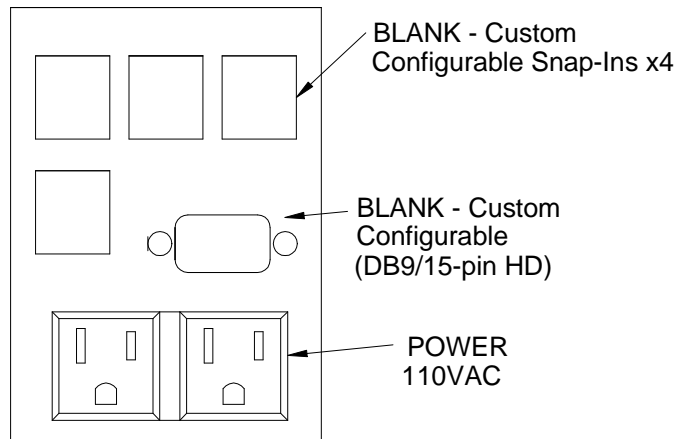 BLANK - Custom
Configurable Snap-Ins x4
BLANK - Custom
Configurable
(DB9/15-pin HD)
POWER
110VAC